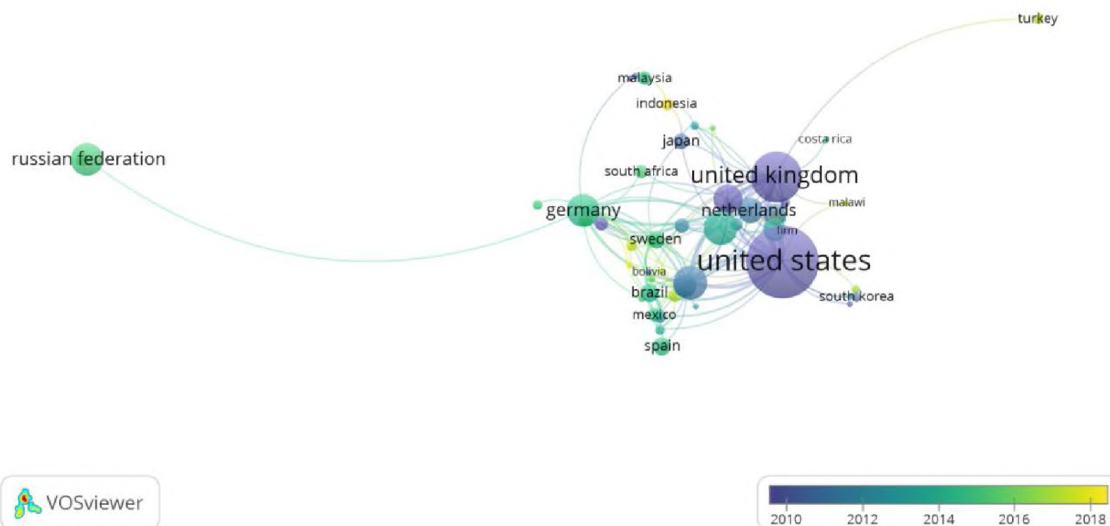 turkey
malaysia
indonesia
japan
costa rica
russian federation
south africa
united kingdom
germany
netherlands
malawi
firm
sweden
united states
bolivia
brazil
south korea
mexico
spain
VOSviewer
2010 2012 2014 2016 2018